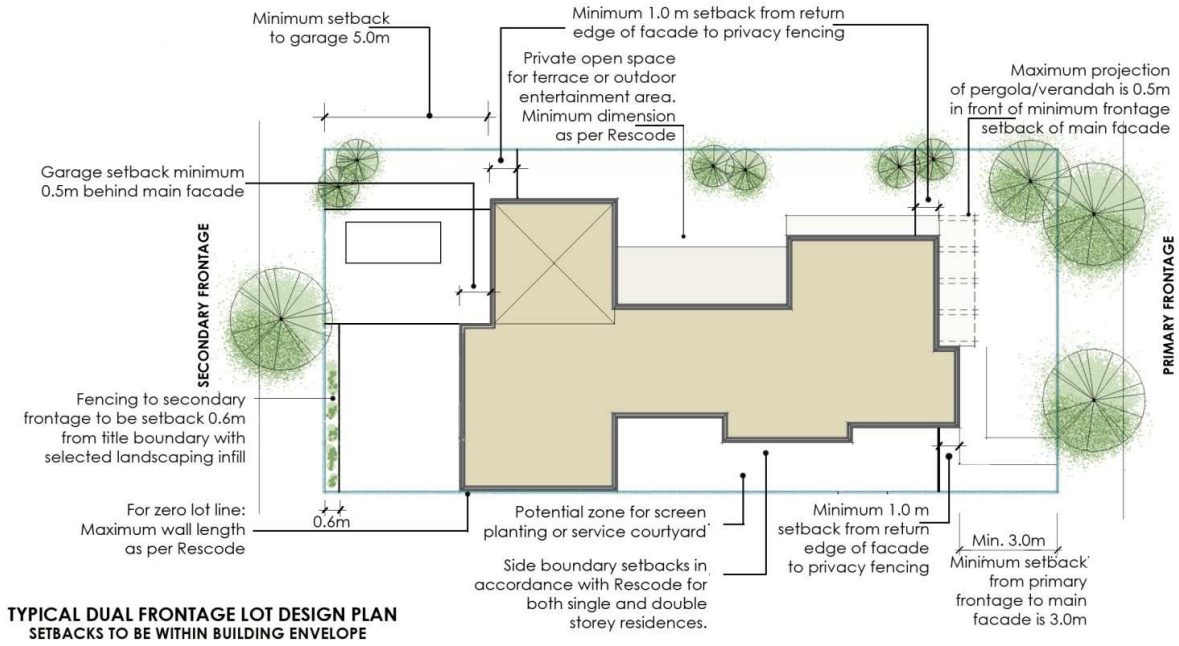 Minimum setback
to garage 5.0m
Minimum 1.0 m setback from return
edge of facade to privacy fencing
Private open space
for terrace or outdoor
entertainment area.
Minimum dimension
as per Rescode
Maximum projection
of pergola/verandah is 0.5m
in front of minimum frontage
setback of main facade
Garage setback minimum
0.5m behind main facade
SECONDARY FRONTAGE
PRIMARY FRONTAGE
Fencing to secondary
frontage to be setback 0.6m
from title boundary with
selected landscaping infill
For zero lot line:
Maximum wall length
as per Rescode
0.6m
Potential zone for screen
planting or service courtyard
Side boundary setbacks in
accordance with Rescode for
both single and double
storey residences.
Minimum 1.0 m
setback from return
edge of facade
to privacy fencing
Min. 3.0m
Minimum setback
from primary
frontage to main
facade is 3.0m
TYPICAL DUAL FRONTAGE LOT DESIGN PLAN
SETBACKS TO BE WITHIN BUILDING ENVELOPE